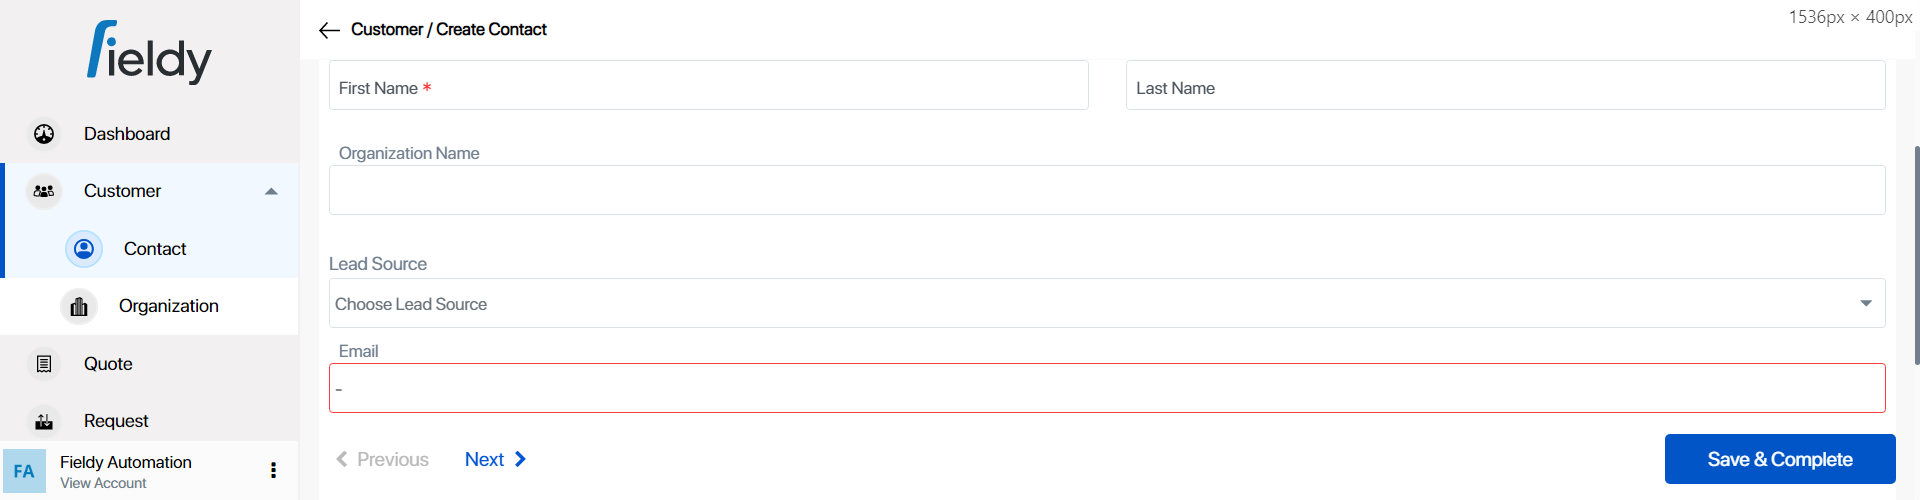 fieldy
Dashboard
Customer
Contact
Organization
Quote
Request
FA
Fieldy Automation
View Account
Customer / Create Contact
1536px × 400px
First Name *
Last Name
Organization Name
Lead Source
Choose Lead Source
Email
-
Previous
Next
Save & Complete